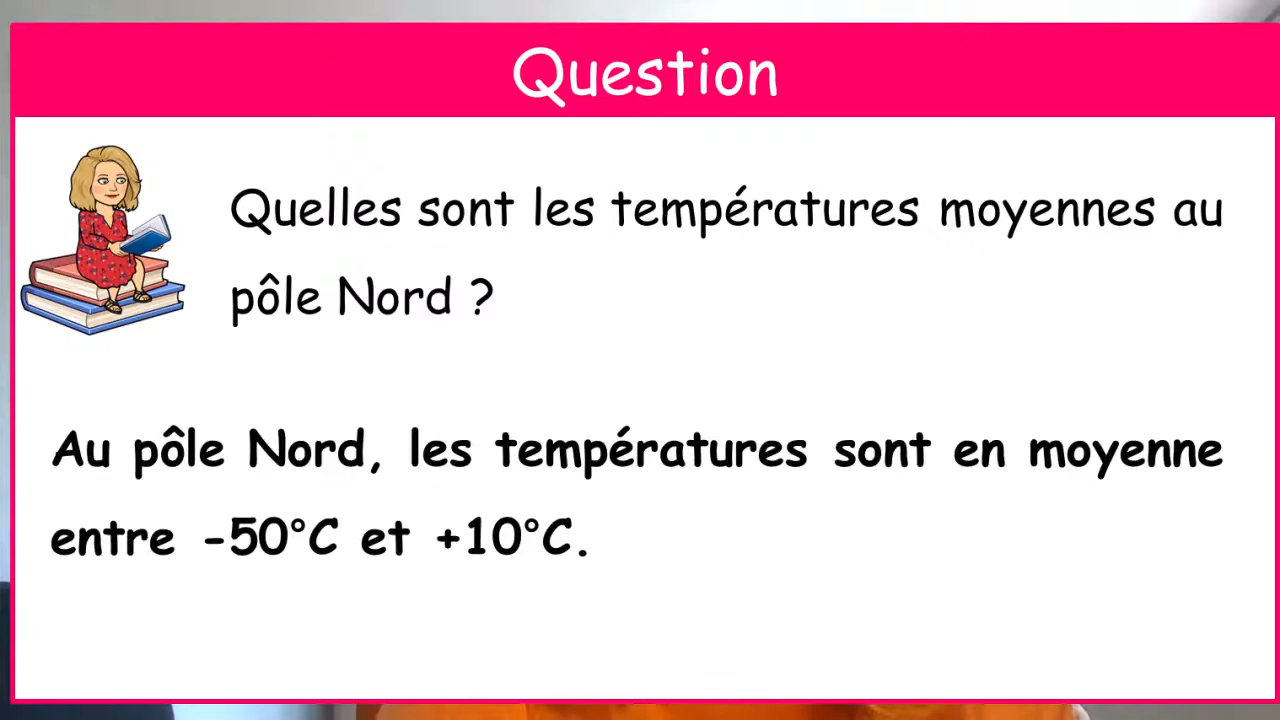 Question
Quelles sont les températures moyennes au
pôle Nord ?
Au pôle Nord, les températures sont en moyenne
entre -50°C et +10°C.